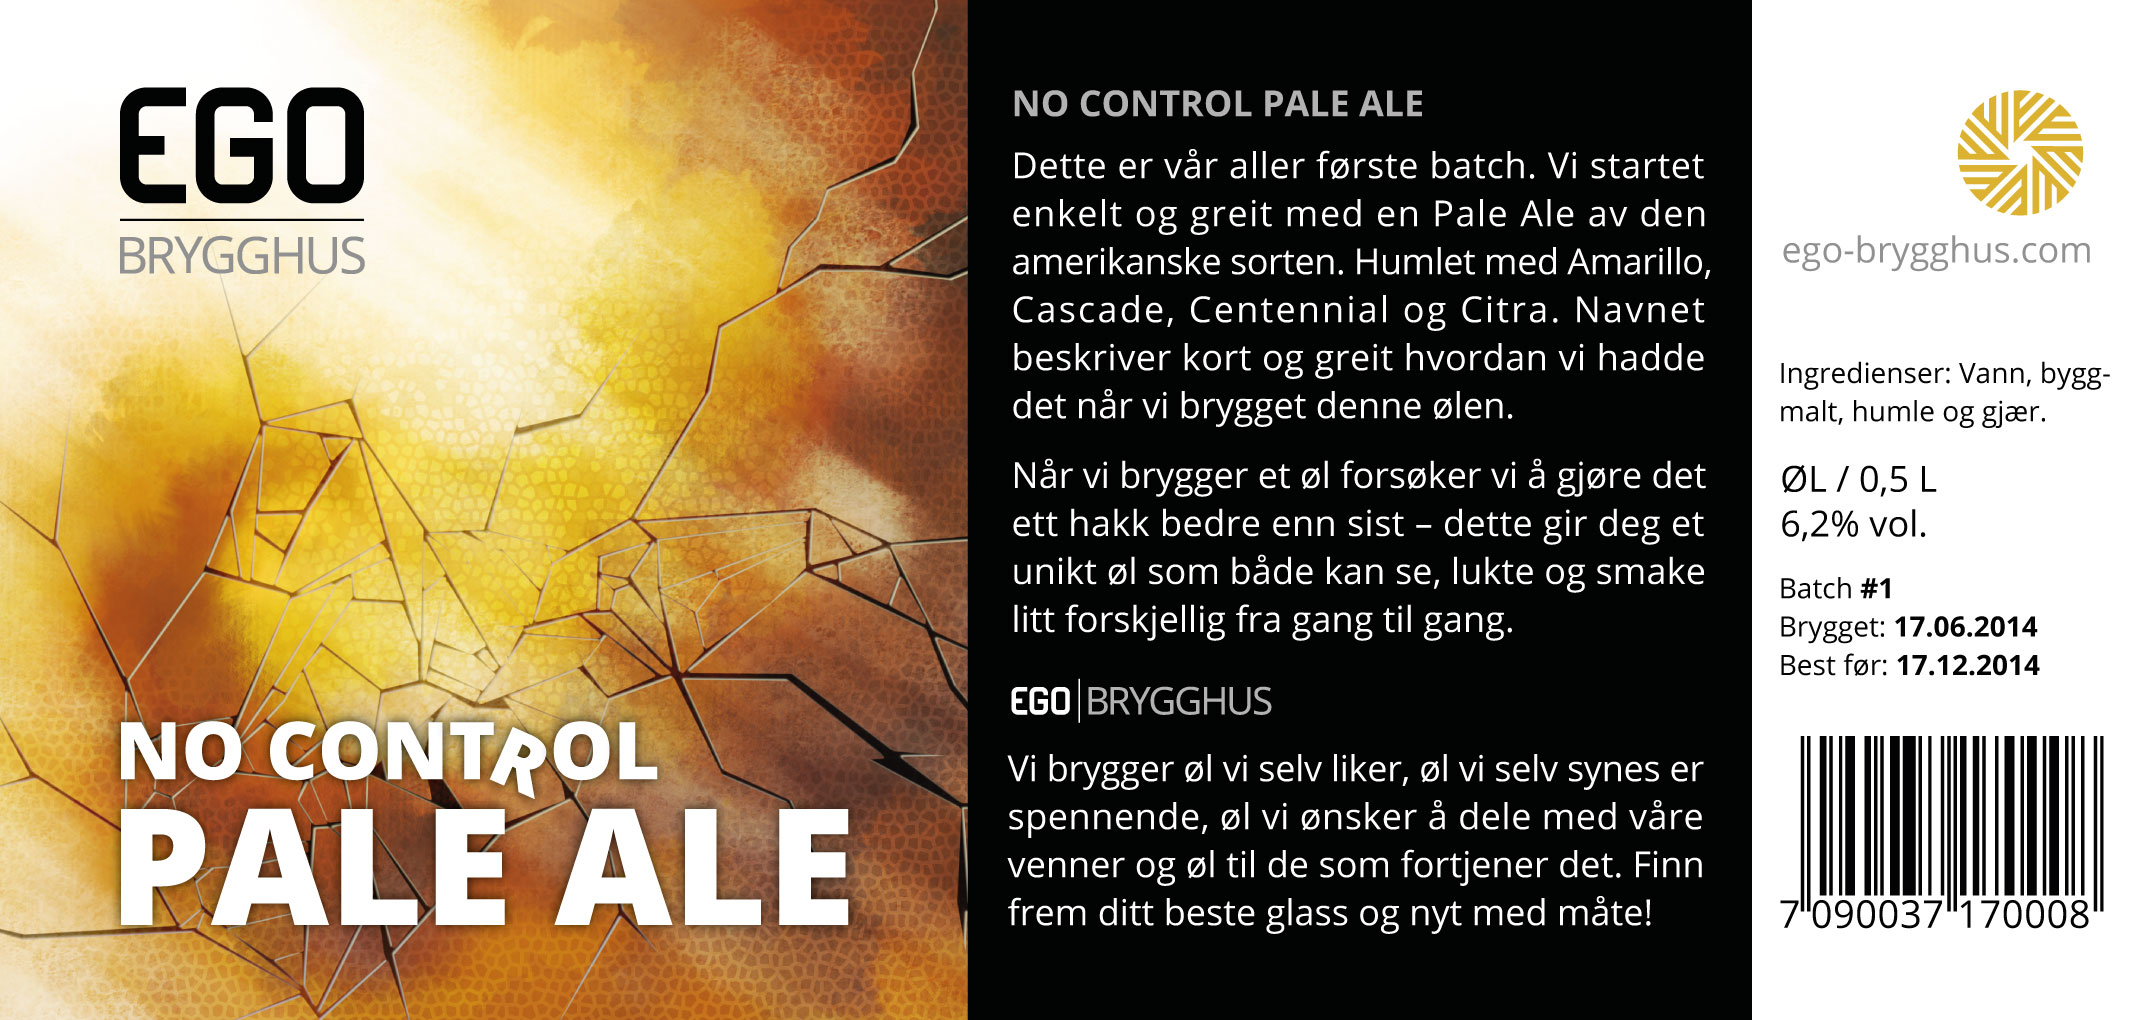 EGO
BRYGGHUS
NO CONTROL
PALE ALE
NO CONTROL PALE ALE
Dette er vår aller første batch. Vi startet
enkelt og greit med en Pale Ale av den
amerikanske sorten. Humlet med Amarillo,
Cascade, Centennial og Citra. Navnet
beskriver kort og greit hvordan vi hadde
det når vi brygget denne ølen.
Når vi brygger et øl forsøker vi å gjøre det
ett hakk bedre enn sist – dette gir deg et
unikt øl som både kan se, lukte og smake
litt forskjellig fra gang til gang.
EGO|BRYGGHUS
Vi brygger øl vi selv liker, øl vi selv synes er
spennende, øl vi ønsker å dele med våre
venner og øl til de som fortjener det. Finn
frem ditt beste glass og nyt med måte!
ego-brygghus.com
Ingredienser: Vann, bygg-
malt, humle og gjær.
ØL / 0,5 L
6,2% vol.
Batch #1
Brygget: 17.06.2014
Best før: 17.12.2014
7 090037 170008